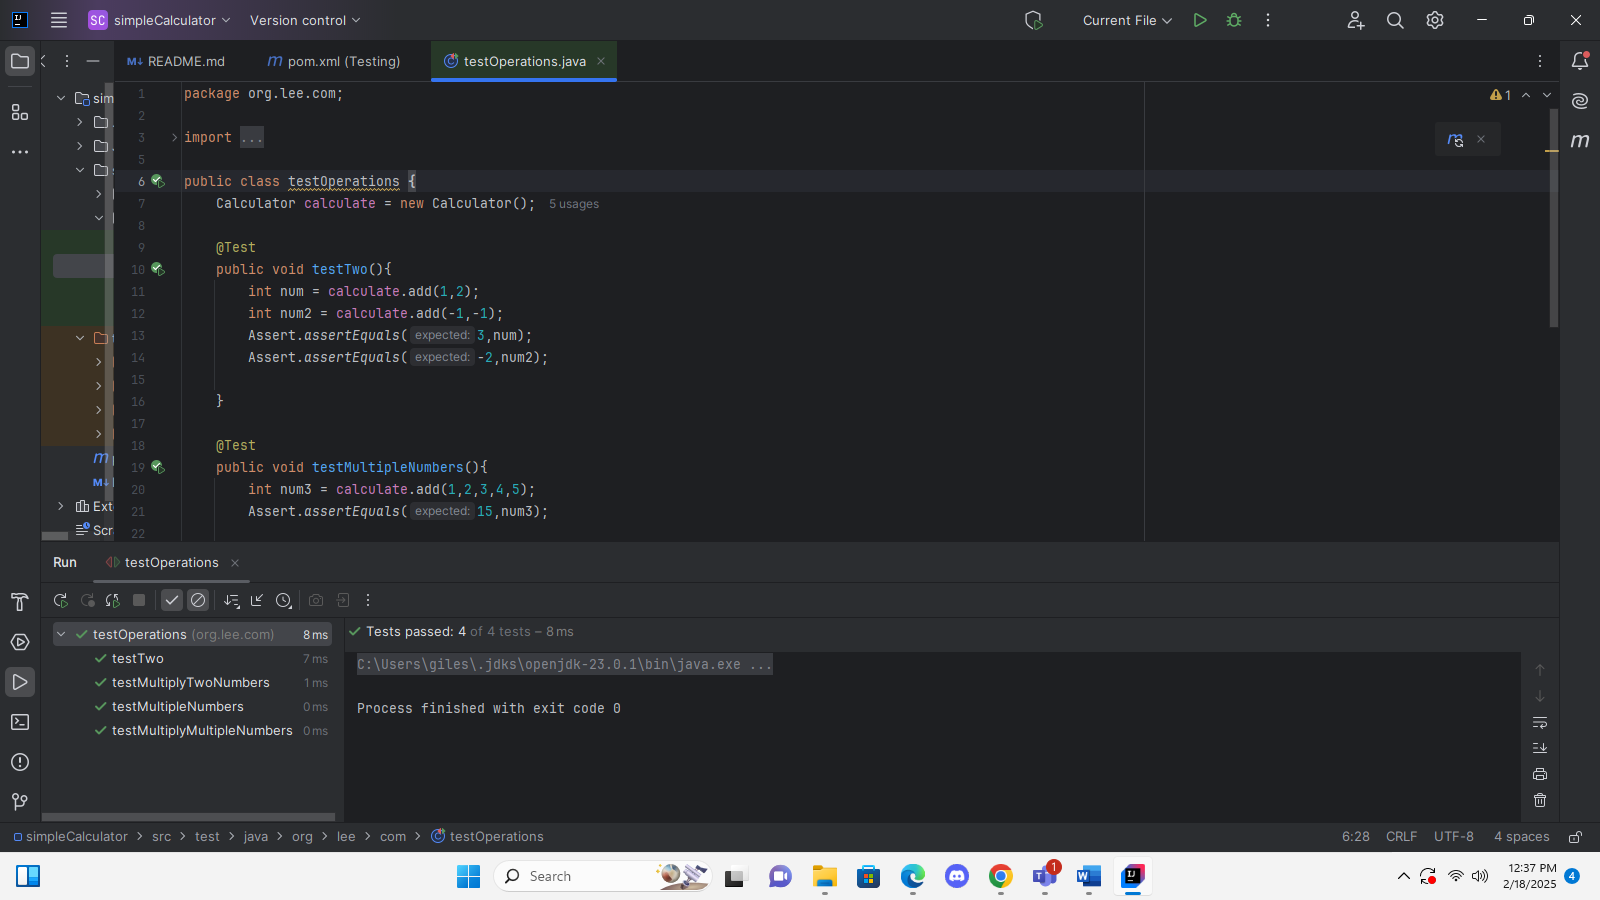 SC simpleCalculator Version control Current File
README.md pom.xml (Testing) testOperations.java
sim
Exte
Scr
1 package org.lee.com;
2
3 import ...
5
6 public class testOperations {
7 Calculator calculate = new Calculator(); 5 usages
8
9 @Test
10 public void testTwo(){
11 int num = calculate.add(1,2);
12 int num2 = calculate.add(-1,-1);
13 Assert.assertEquals( expected: 3,num);
14 Assert.assertEquals( expected: -2,num2);
15
16 }
17
18 @Test
19 public void testMultipleNumbers(){
20 int num3 = calculate.add(1,2,3,4,5);
21 Assert.assertEquals( expected: 15,num3);
22
1
Run testOperations
testOperations (org.lee.com) 8 ms
testTwo 7 ms
testMultiplyTwoNumbers 1 ms
testMultipleNumbers 0 ms
testMultiplyMultipleNumbers 0 ms
Tests passed: 4 of 4 tests – 8 ms
C:\Users\giles\.jdks\openjdk-23.0.1\bin\java.exe ...
Process finished with exit code 0
simpleCalculator > src > test > java > org > lee > com > testOperations
6:28 CRLF UTF-8 4 spaces
Search
1
12:37 PM
2/18/2025
4